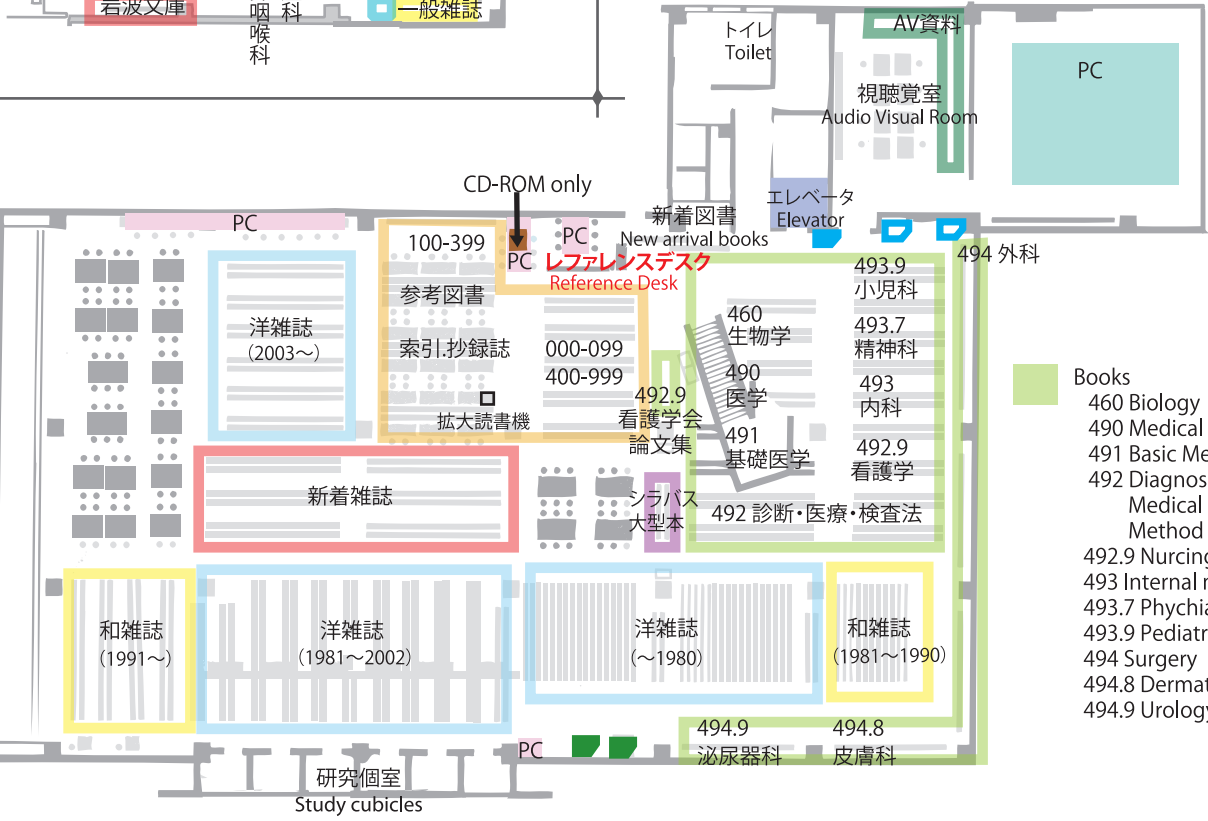 岩波文庫
咽喉科
科
一般雑誌
トイレ
Toilet
AV資料
視聴覚室
Audio Visual Room
PC
CD-ROM only
エレベータ
Elevator
新着図書
New arrival books
PC
100-399
PC
PC
レファレンスデスク
Reference Desk
参考図書
索引.抄録誌
000-099
400-999
拡大読書機
洋雑誌
（2003～）
492.9
看護学会
論文集
460
生物学
490
医学
491
基礎医学
493.9
小児科
493.7
精神科
493
内科
492.9
看護学
492 診断・医療・検査法
494 外科
新着雑誌
シラバス
大型本
和雑誌
（1991～）
洋雑誌
（1981～2002）
洋雑誌
（～1980）
和雑誌
（1981～1990）
494.9
泌尿器科
494.8
皮膚科
PC
研究個室
Study cubicles
Books
460 Biology
490 Medical
491 Basic Me
492 Diagnos
Medical
Method
492.9 Nurcing
493 Internal
493.7 Phychia
493.9 Pediatr
494 Surgery
494.8 Dermat
494.9 Urology